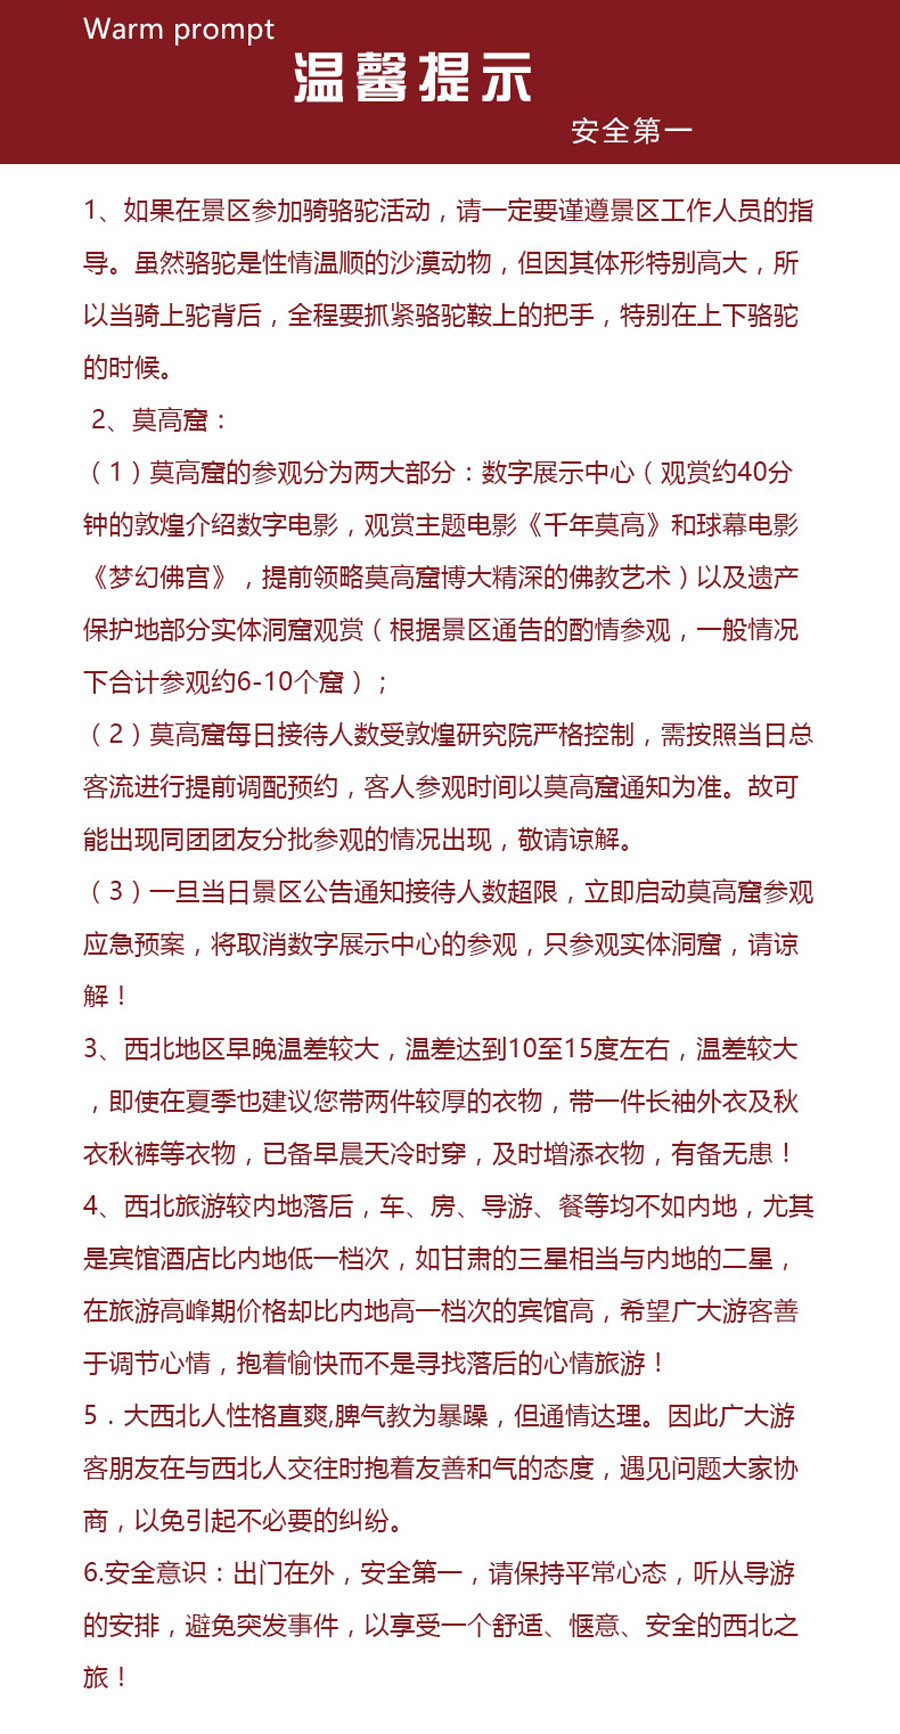 Warm prompt
温馨提示
安全第一
1、如果在景区参加骑骆驼活动，请一定要谨遵景区工作人员的指
导。虽然骆驼是性情温顺的沙漠动物，但因其体形特别高大，所
以当骑上驼背后，全程要抓紧骆驼鞍上的把手，特别在上下骆驼
的时候。
2、莫高窟：
（1）莫高窟的参观分为两大部分：数字展示中心（观赏约40分
钟的敦煌介绍数字电影，观赏主题电影《千年莫高》和球幕电影
《梦幻佛宫》，提前领略莫高窟博大精深的佛教艺术）以及遗产
保护地部分实体洞窟观赏（根据景区通告的酌情参观，一般情况
下合计参观约6-10个窟）；
（2）莫高窟每日接待人数受敦煌研究院严格控制，需按照当日总
客流进行提前调配预约，客人参观时间以莫高窟通知为准。故可
能出现同团团友分批参观的情况出现，敬请谅解。
（3）一旦当日景区公告通知接待人数超限，立即启动莫高窟参观
应急预案，将取消数字展示中心的参观，只参观实体洞窟，请谅
解！
3、西北地区早晚温差较大，温差达到10至15度左右，温差较大
，即使在夏季也建议您带两件较厚的衣物，带一件长袖外衣及秋
衣秋裤等衣物，已备早晨天冷时穿，及时增添衣物，有备无患！
4、西北旅游较内地落后，车、房、导游、餐等均不如内地，尤其
是宾馆酒店比内地低一档次，如甘肃的三星相当与内地的二星，
在旅游高峰期价格却比内地高一档次的宾馆高，希望广大游客善
于调节心情，抱着愉快而不是寻找落后的心情旅游！
5．大西北人性格直爽,脾气教为暴躁，但通情达理。因此广大游
客朋友在与西北人交往时抱着友善和气的态度，遇见问题大家协
商，以免引起不必要的纠纷。
6.安全意识：出门在外，安全第一，请保持平常心态，听从导游
的安排，避免突发事件，以享受一个舒适、惬意、安全的西北之
旅！